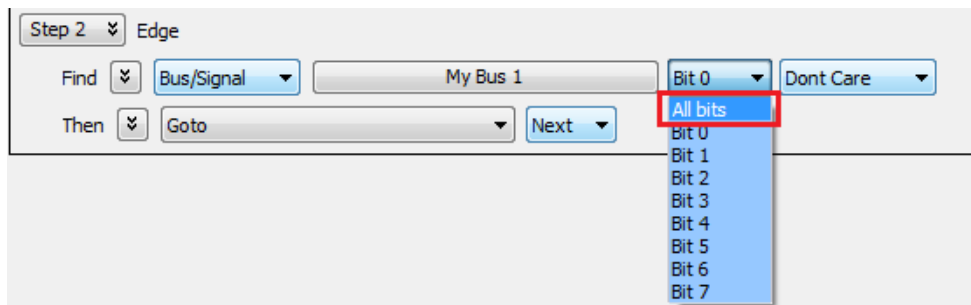 Step 2 Edge
Find Bus/Signal My Bus 1 Bit 0 Dont Care
Then Goto Next
All bits
Bit 0
Bit 1
Bit 2
Bit 3
Bit 4
Bit 5
Bit 6
Bit 7